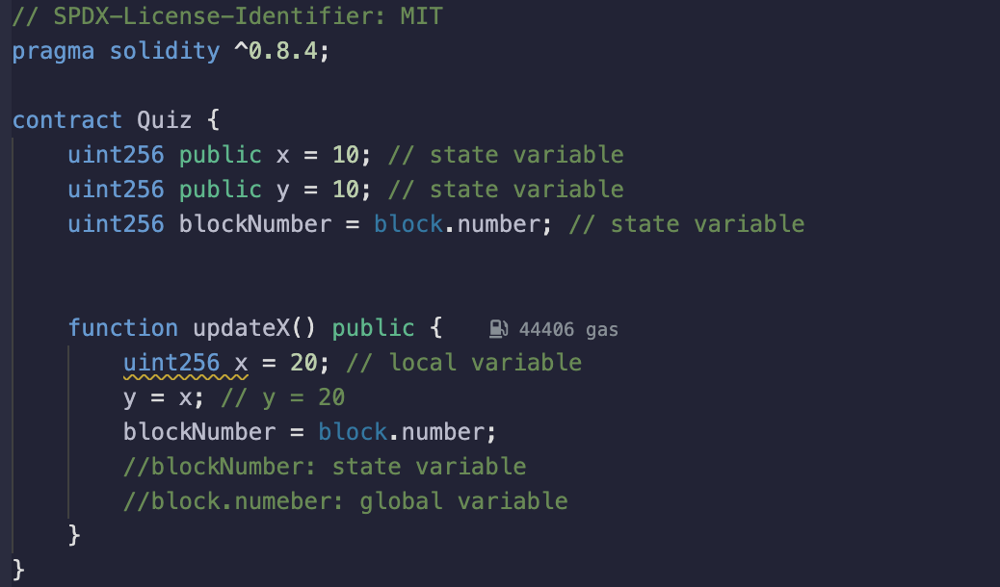 // SPDX-License-Identifier: MIT
pragma solidity ^0.8.4;
contract Quiz {
uint256 public x = 10; // state variable
uint256 public y = 10; // state variable
uint256 blockNumber = block.number; // state variable
function updateX() public { 44406 gas
uint256 x = 20; // local variable
y = x; // y = 20
blockNumber = block.number;
//blockNumber: state variable
//block.numeber: global variable
}
}